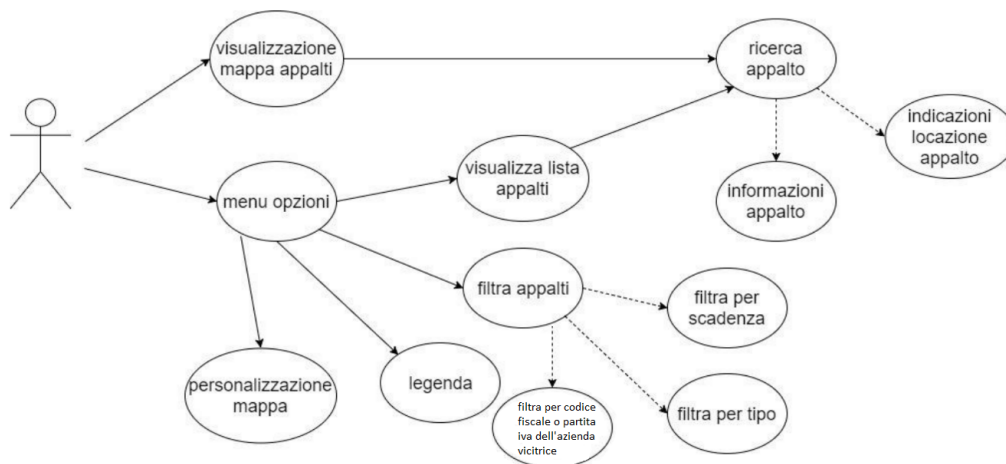 visualizzazione
mappa appalti
ricerca
appalto
indicazioni
locazione
appalto
visualizza lista
appalti
informazioni
appalto
menu opzioni
filtra appalti
filtra per
scadenza
personalizzazione
mappa
legenda
filtra per codice
fiscale o partita
iva dell'azienda
vicitrice
filtra per tipo